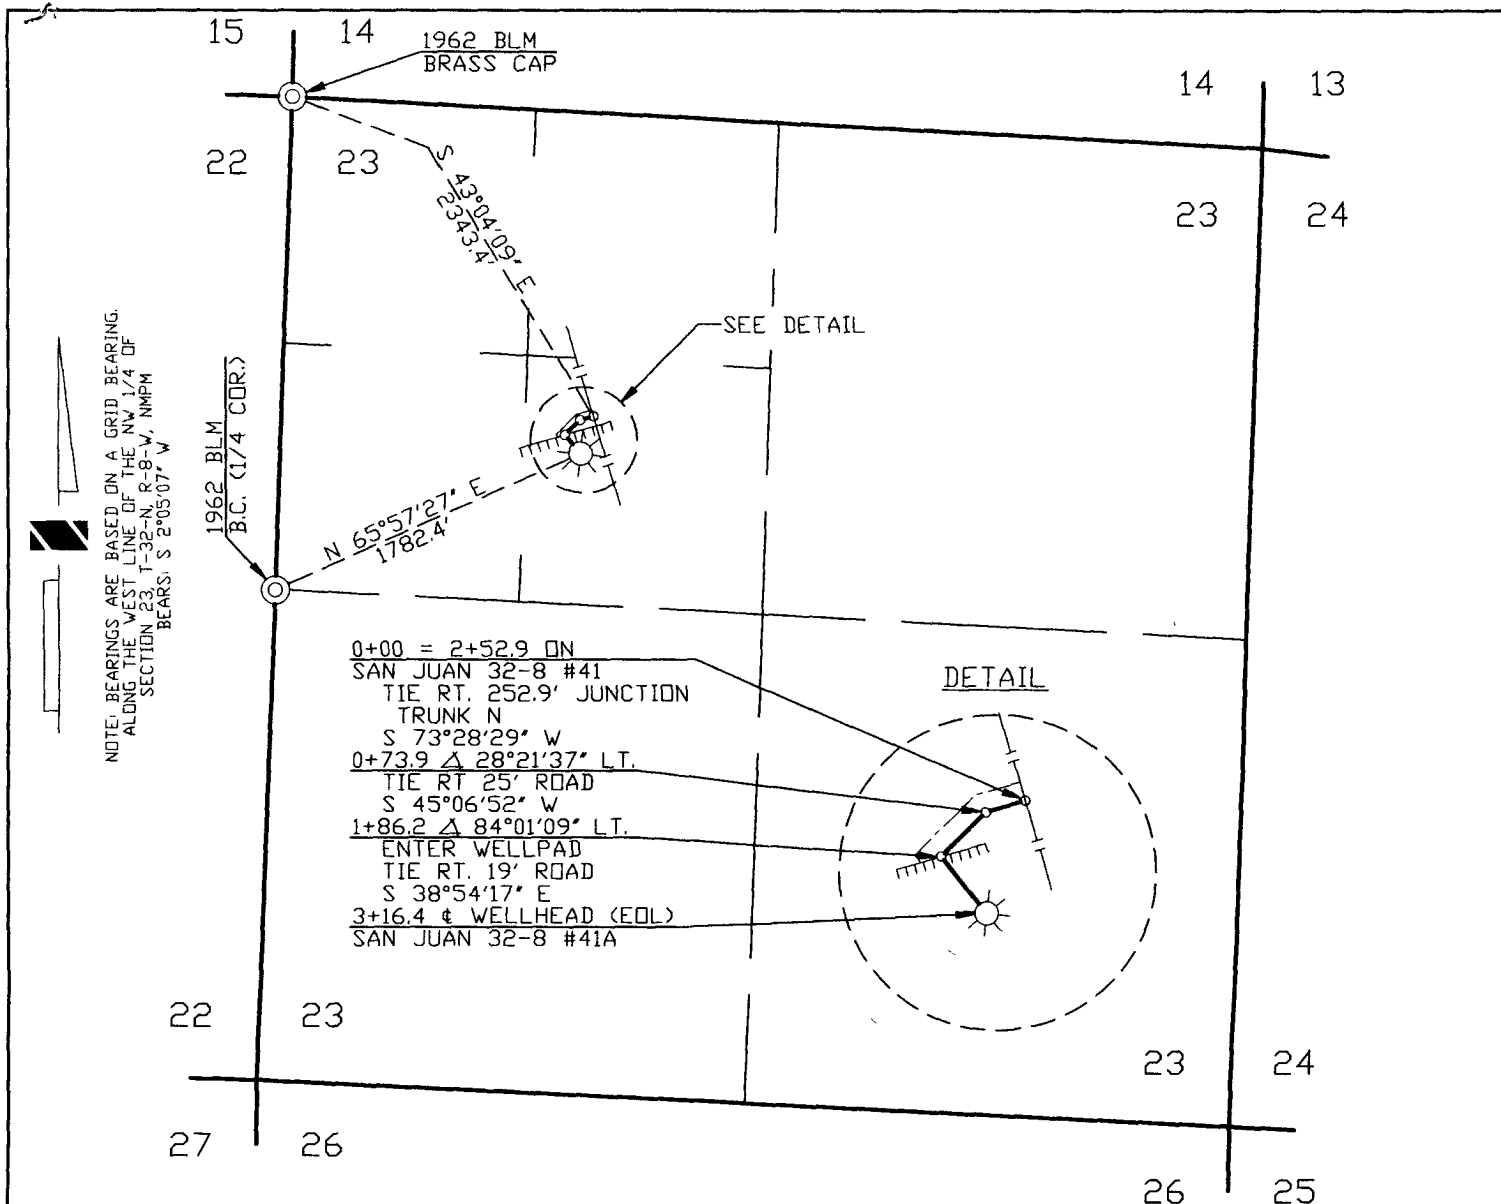 15 14
1962 BLM
BRASS CAP
14 13
22 23
23 24
S 43°04'09" E
2343.4'
SEE DETAIL
NOTE: BEARINGS ARE BASED ON A GRID BEARING.
ALONG THE WEST LINE OF THE NW 1/4 OF
SECTION 23, T-32-N, R-8-W, NMPM
BEARS: S 2°05'07" W
1962 BLM
B.C. (1/4 COR.)
N 65°57'27" E
1782.4'
0+00 = 2+52.9 ON
SAN JUAN 32-8 #41
TIE RT. 252.9' JUNCTION
TRUNK N
S 73°28'29" W
0+73.9 ∆ 28°21'37" LT.
TIE RT 25' ROAD
S 45°06'52" W
1+86.2 ∆ 84°01'09" LT.
ENTER WELLPAD
TIE RT. 19' ROAD
S 38°54'17" E
3+16.4 ℄ WELLHEAD (EOL)
SAN JUAN 32-8 #41A
DETAIL
22 23
23 24
27 26
26 25